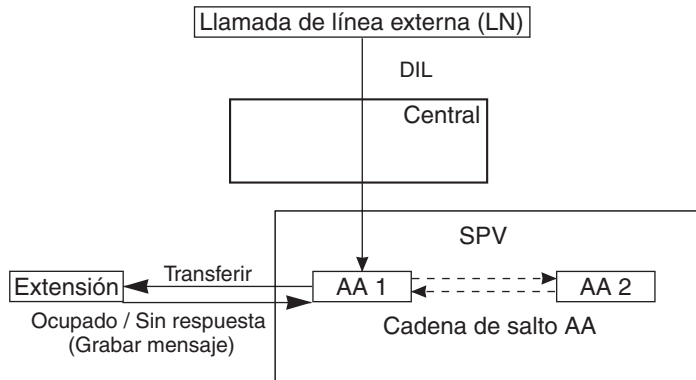 Llamada de línea externa (LN)
DIL
Central
SPV
Extensión
Transferir
AA 1
AA 2
Ocupado / Sin respuesta
(Grabar mensaje)
Cadena de salto AA